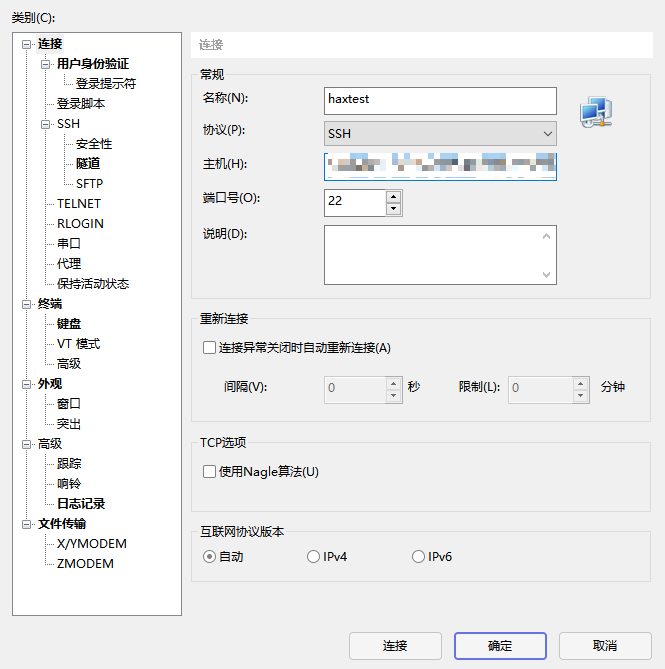 类别(C):
连接
用户身份验证
登录提示符
登录脚本
SSH
安全性
隧道
SFTP
TELNET
RLOGIN
串口
代理
保持活动状态
终端
键盘
VT 模式
高级
外观
窗口
突出
高级
跟踪
响铃
日志记录
文件传输
X/YMODEM
ZMODEM
连接
常规
名称(N):
haxtest
协议(P):
SSH
主机(H):
端口号(O):
22
说明(D):
重新连接
连接异常关闭时自动重新连接(A)
间隔(V):
0
秒
限制(L):
0
分钟
TCP选项
使用Nagle算法(U)
互联网协议版本
自动
IPv4
IPv6
连接
确定
取消